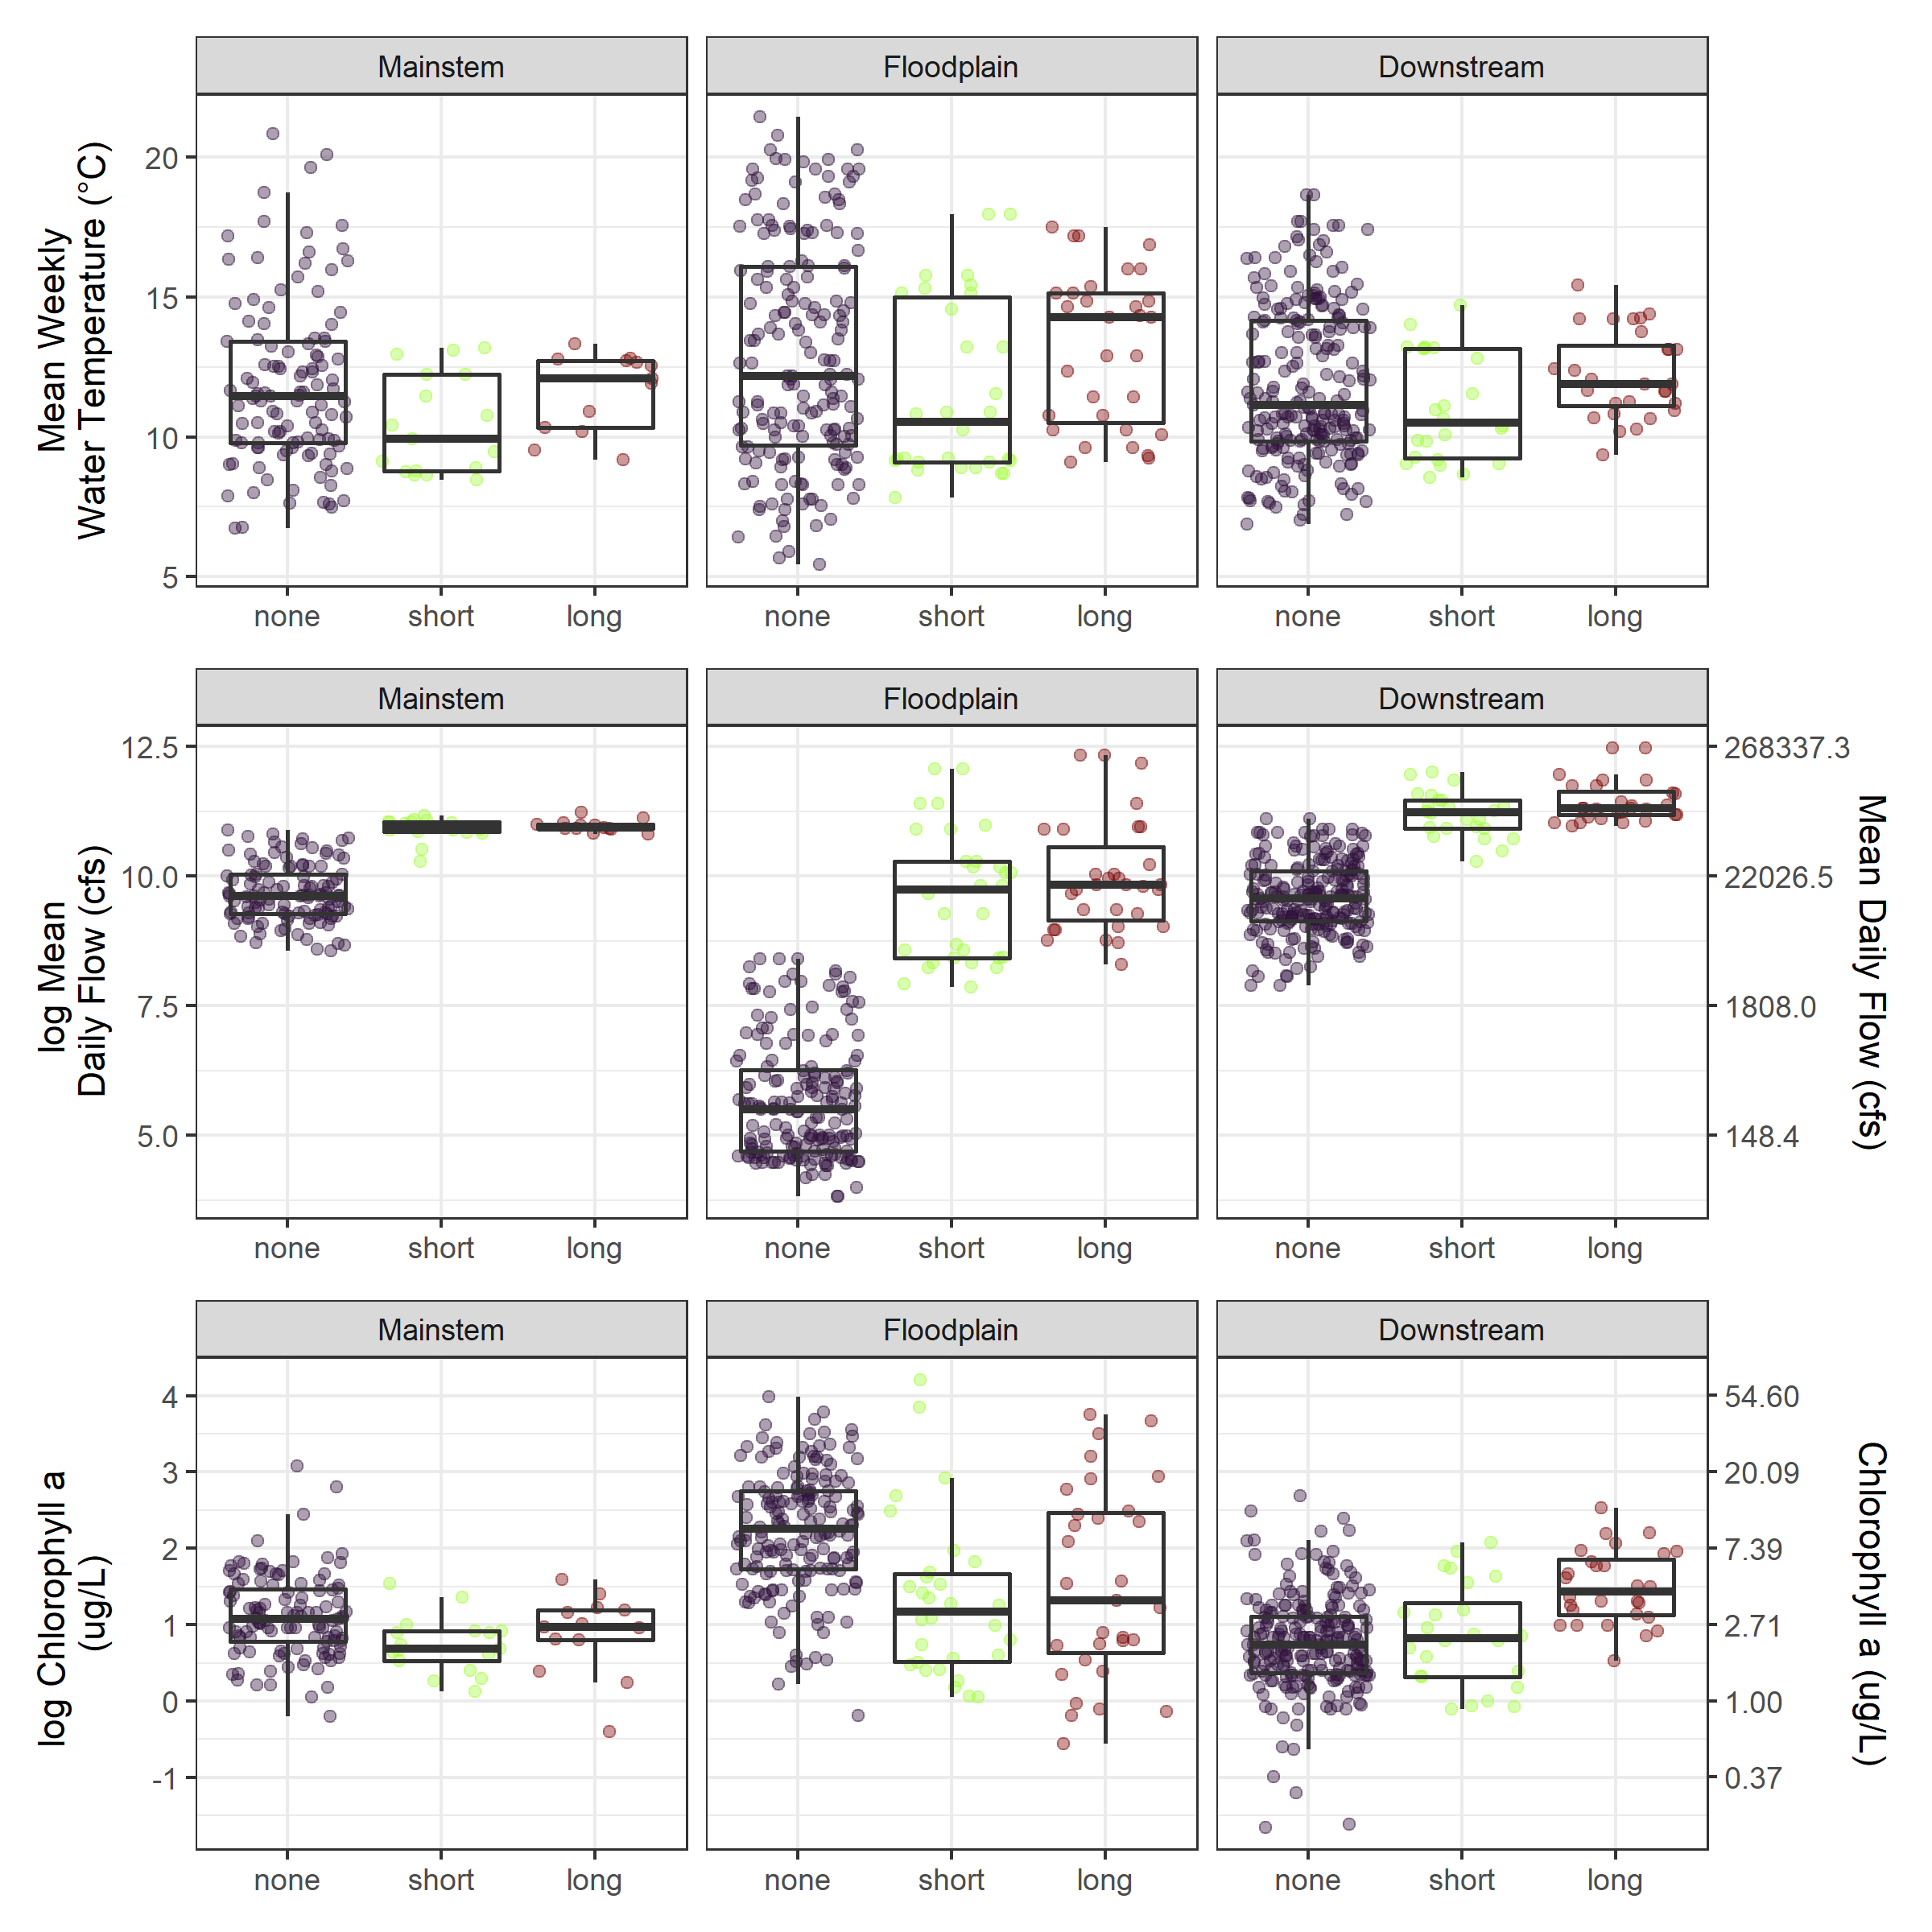 Mainstem Floodplain Downstream
Mean Weekly
Water Temperature (°C)
20
15
10
5
none short long none short long none short long
Mainstem Floodplain Downstream
log Mean
Daily Flow (cfs)
12.5
10.0
7.5
5.0
268337.3
22026.5
1808.0
148.4
Mean Daily Flow (cfs)
none short long none short long none short long
Mainstem Floodplain Downstream
log Chlorophyll a
(ug/L)
4
3
2
1
0
-1
54.60
20.09
7.39
2.71
1.00
0.37
Chlorophyll a (ug/L)
none short long none short long none short long